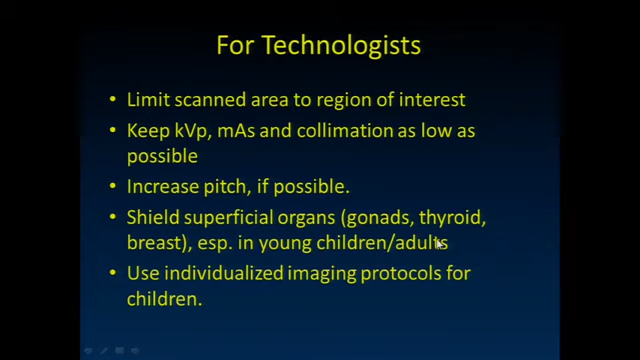 For Technologists
• Limit scanned area to region of interest
• Keep kVp, mAs and collimation as low as
possible
• Increase pitch, if possible.
• Shield superficial organs (gonads, thyroid,
breast), esp. in young children/adults
• Use individualized imaging protocols for
children.